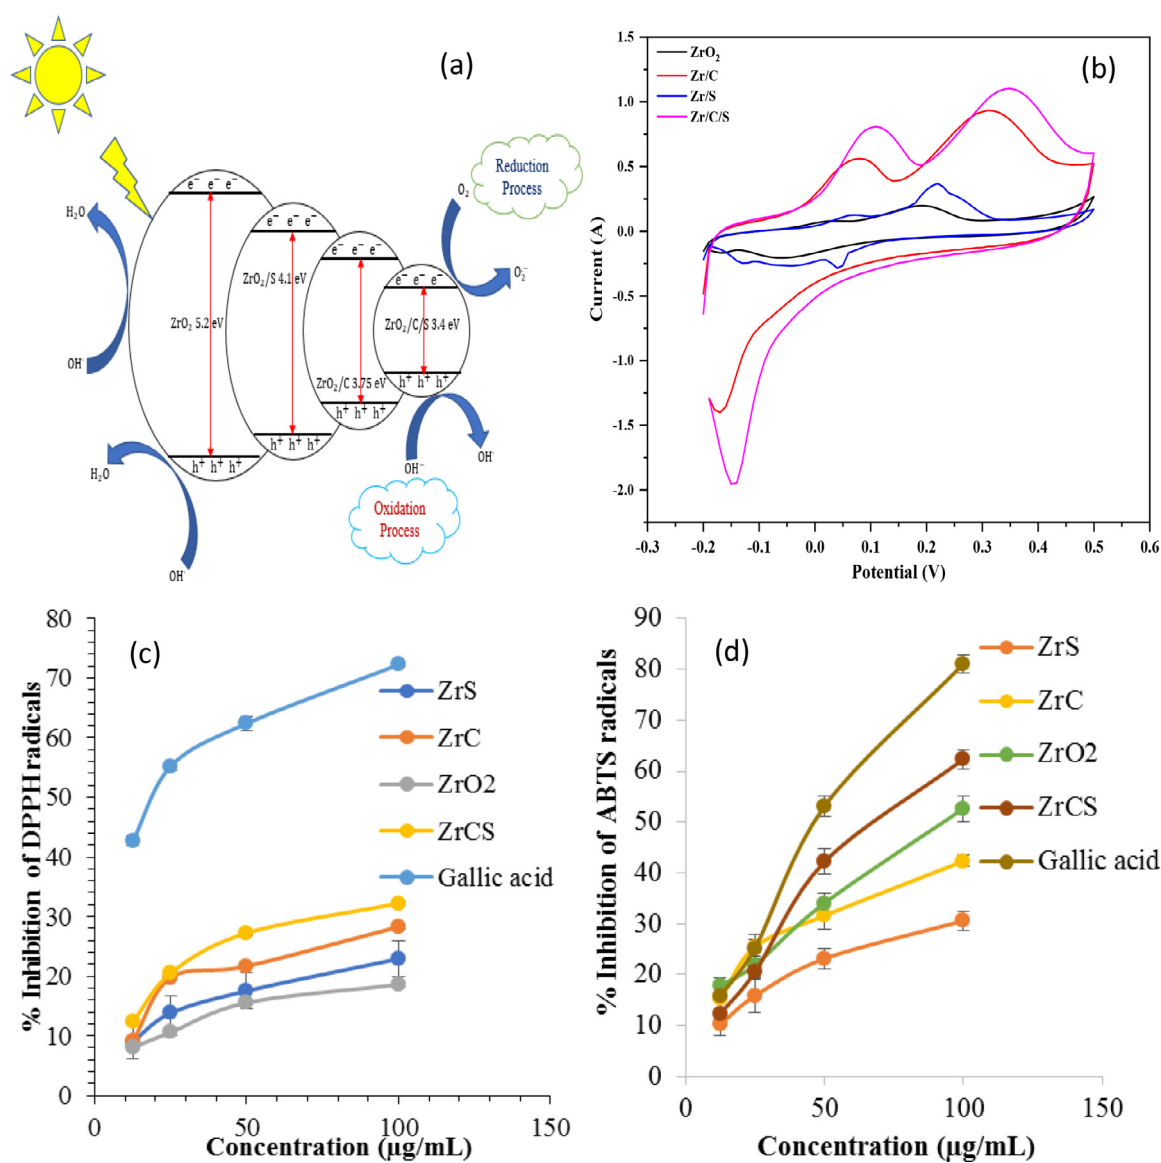 (a)
e⁻ e⁻ e⁻
H₂O
ZrO₂ 5.2 eV
OH⁻
h⁺ h⁺ h⁺
H₂O
OH⁻
e⁻ e⁻ e⁻
ZrO₂/S 4.1 eV
h⁺ h⁺ h⁺
e⁻ e⁻ e⁻
ZrO₂/C 3.75 eV
h⁺ h⁺ h⁺
e⁻ e⁻ e⁻
ZrO₂/C/S 3.4 eV
h⁺ h⁺ h⁺
Reduction
Process
O₂
O₂⁻
OH⁻
OH·
Oxidation
Process
(b)
ZrO₂
Zr/C
Zr/S
Zr/C/S
1.5
1.0
0.5
0.0
-0.5
-1.0
-1.5
-2.0
Current (A)
-0.3 -0.2 -0.1 0.0 0.1 0.2 0.3 0.4 0.5 0.6
Potential (V)
(c)
80
70
60
50
40
30
20
10
0
% Inhibition of DPPH radicals
ZrS
ZrC
ZrO2
ZrCS
Gallic acid
0 50 100 150
Concentration (µg/mL)
(d)
90
80
70
60
50
40
30
20
10
0
% Inhibition of ABTS radicals
ZrS
ZrC
ZrO2
ZrCS
Gallic acid
0 50 100 150
Concentration (µg/mL)